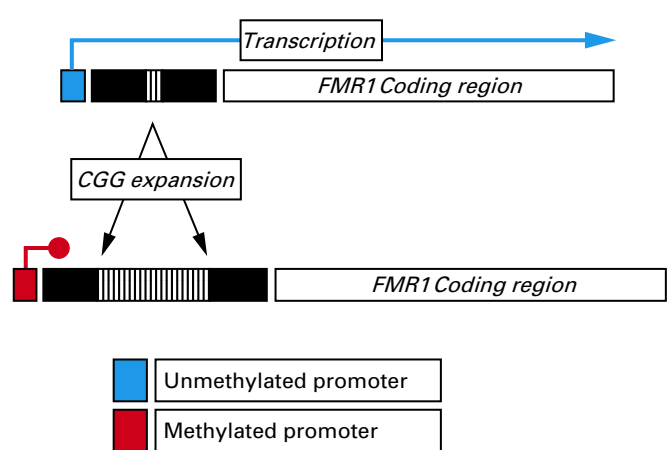 Transcription
FMR1 Coding region
CGG expansion
FMR1 Coding region
Unmethylated promoter
Methylated promoter